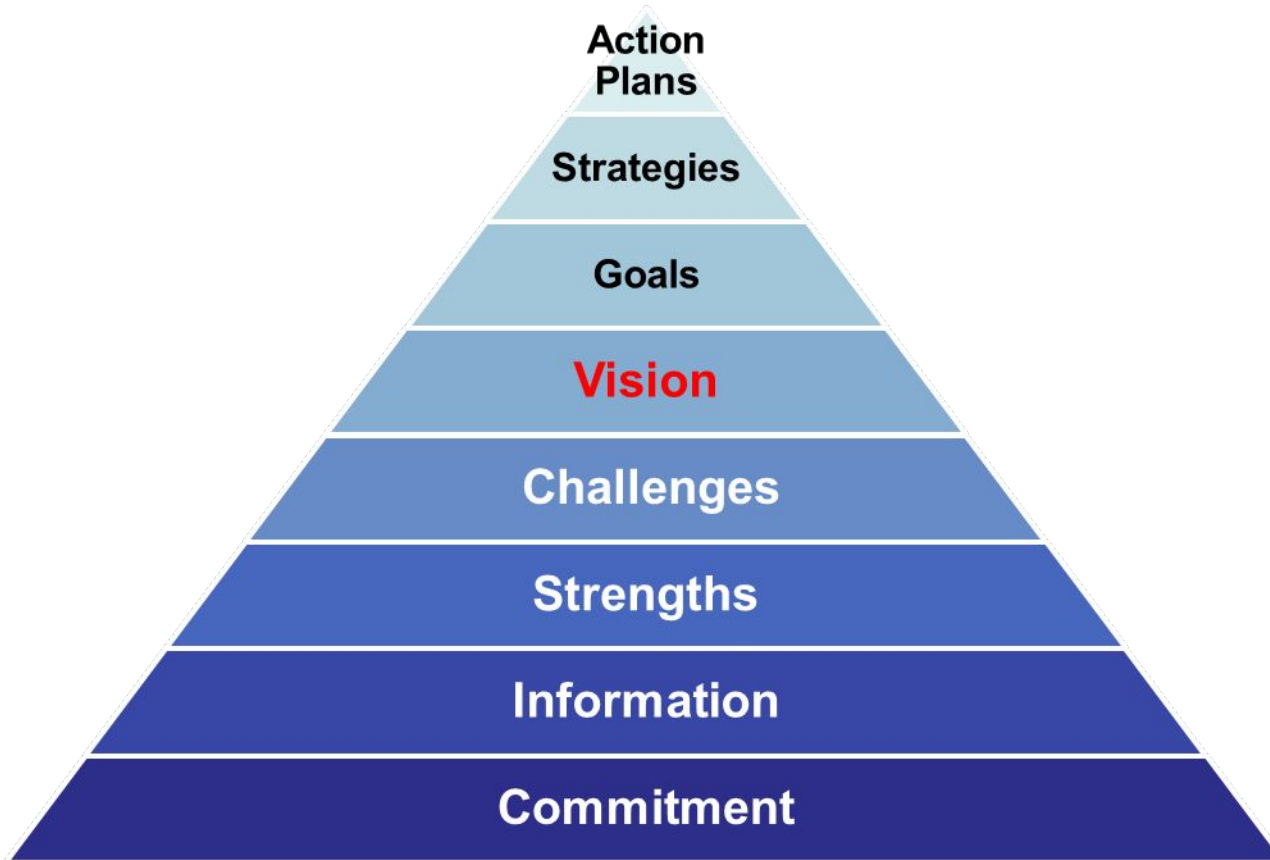 Action
Plans
Strategies
Goals
Vision
Challenges
Strengths
Information
Commitment